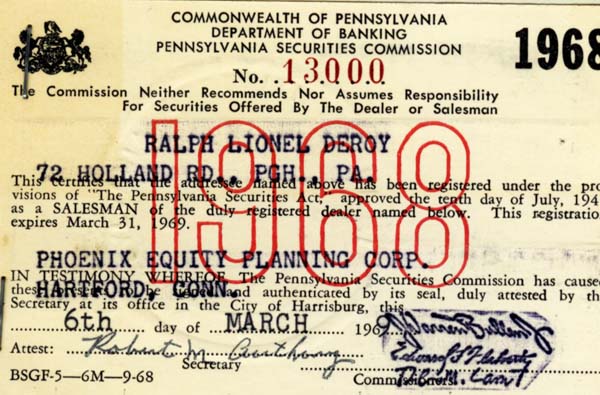 COMMONWEALTH OF PENNSYLVANIA
DEPARTMENT OF BANKING
PENNSYLVANIA SECURITIES COMMISSION
1968
No. 13000
The Commission Neither Recommends Nor Assumes Responsibility
For Securities Offered By The Dealer or Salesman
1968
RALPH LIONEL DEROY
72 HOLLAND RD., PGH., PA.
This certifies that the addressee named above has been registered under the pro
visions of "The Pennsylvania Securities Act," approved the tenth day of July, 194
as a SALESMAN of the duly registered dealer named below. This registration
expires March 31, 1969.
PHOENIX EQUITY PLANNING CORP.
HARTFORD, CONN.
IN TESTIMONY WHEREOF, The Pennsylvania Securities Commission has cause
these to be and authenticated by its seal, duly attested by th
Secretary at its office in the City of Harrisburg, this
6th day of MARCH 196
Attest: Robert M
Secretary
Commissioners
BSGF-5—6M—9-68